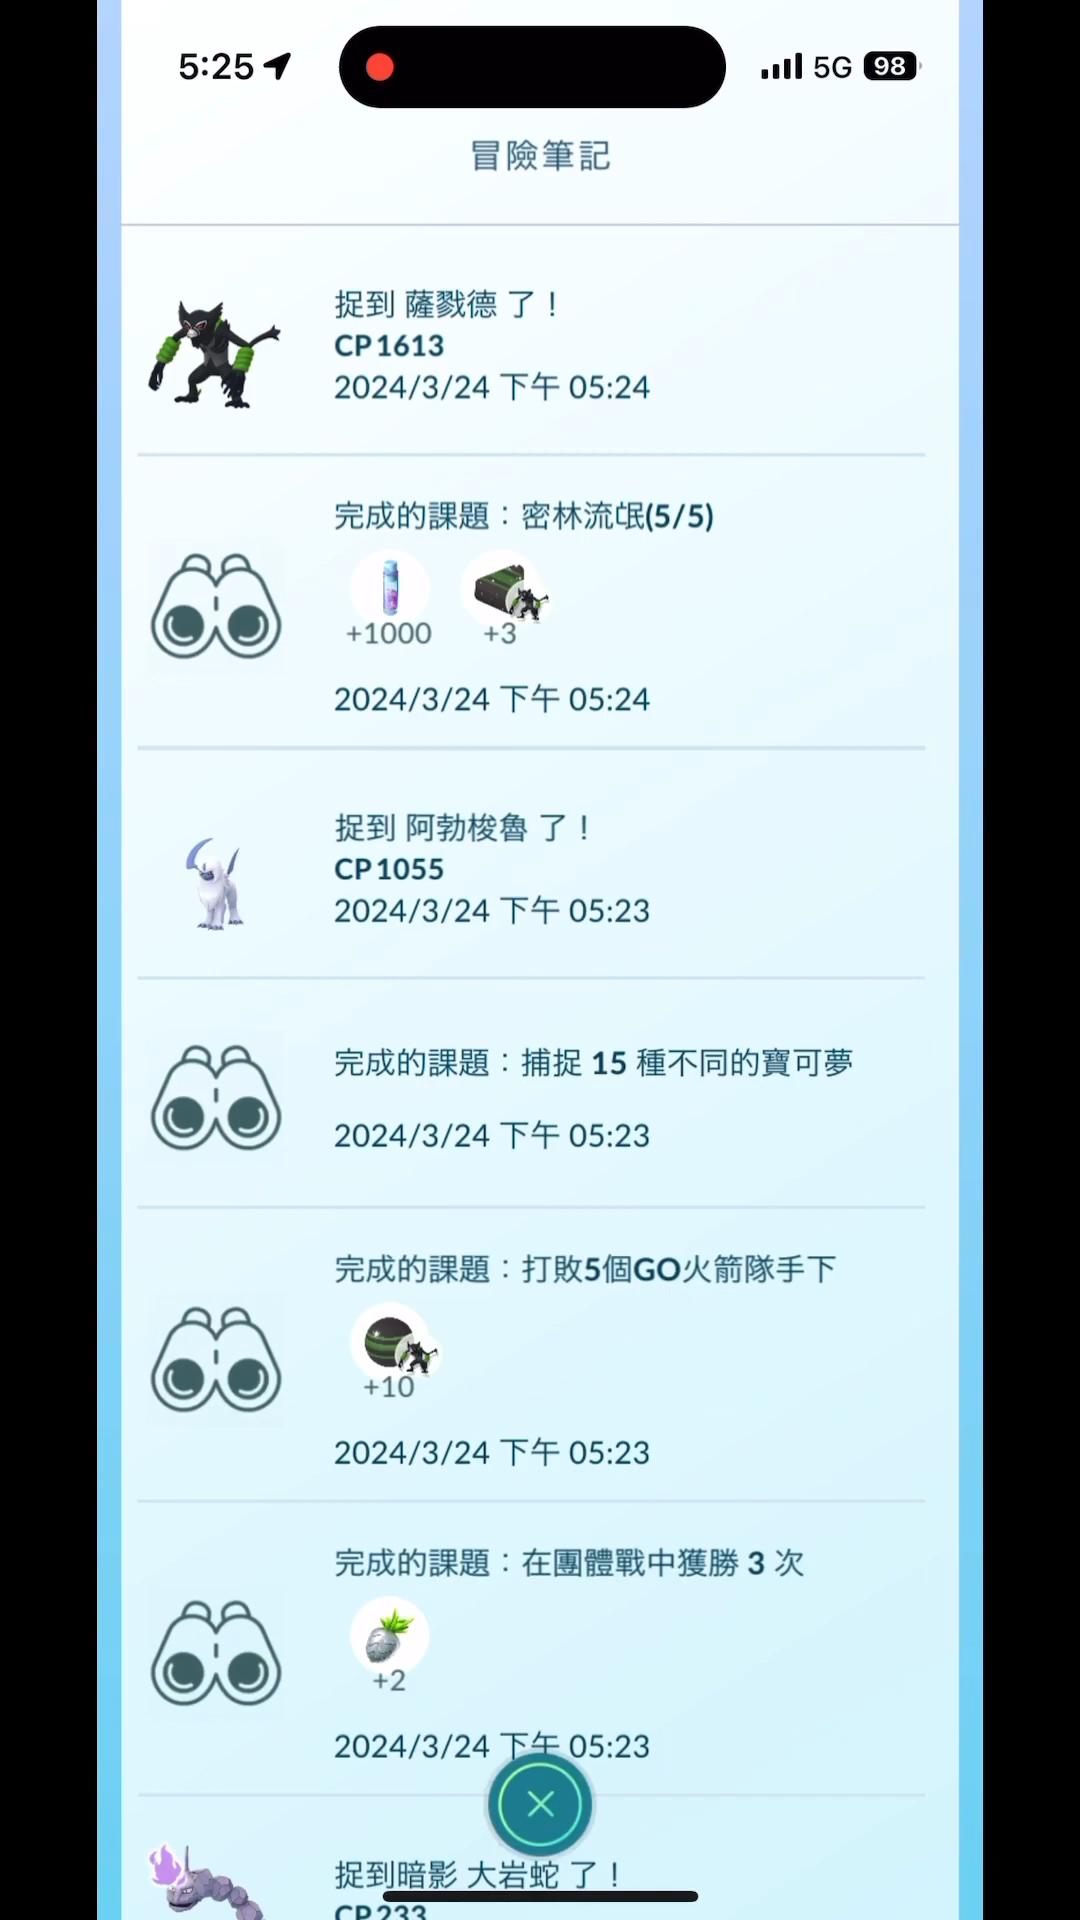 5:25
5G
98
冒險筆記
捉到 薩戮德 了！
CP1613
2024/3/24 下午 05:24
完成的課題：密林流氓(5/5)
+1000
+3
2024/3/24 下午 05:24
捉到 阿勃梭魯 了！
CP1055
2024/3/24 下午 05:23
完成的課題：捕捉 15 種不同的寶可夢
2024/3/24 下午 05:23
完成的課題：打敗5個GO火箭隊手下
+10
2024/3/24 下午 05:23
完成的課題：在團體戰中獲勝 3 次
+2
2024/3/24 下午 05:23
捉到暗影 大岩蛇 了！
CP233